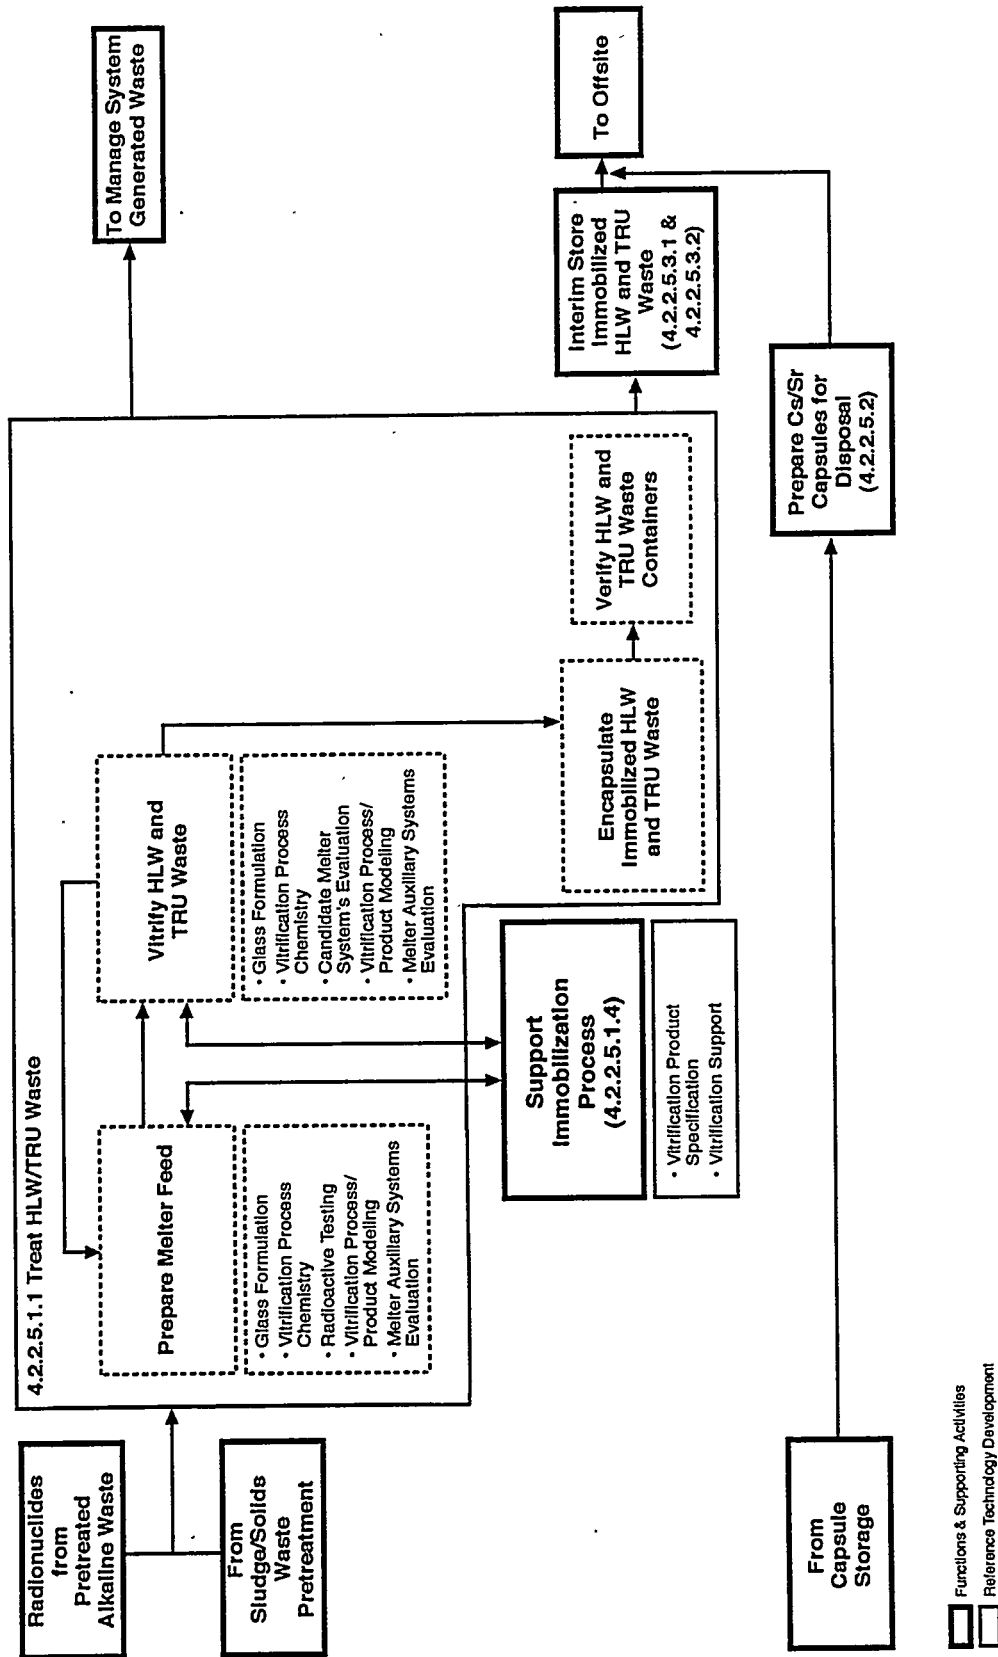 Radionuclides
from
Pretreated
Alkaline Waste
From
Sludge/Solids
Waste
Pretreatment
4.2.2.5.1.1 Treat HLW/TRU Waste
Prepare Melter Feed
• Glass Formulation
• Vitrification Process
Chemistry
• Radioactive Testing
• Vitrification Process/
Product Modeling
• Melter Auxillary Systems
Evaluation
Vitrify HLW and
TRU Waste
• Glass Formulation
• Vitrification Process
Chemistry
• Candidate Melter
System's Evaluation
• Vitrification Process/
Product Modeling
• Melter Auxillary Systems
Evaluation
To Manage System
Generated Waste
Support
Immobilization
Process
(4.2.2.5.1.4)
• Vitrification Product
Specification
• Vitrification Support
Encapsulate
Immobilized HLW
and TRU Waste
Verify HLW and
TRU Waste
Containers
Interim Store
Immobilized
HLW and TRU
Waste
(4.2.2.5.3.1 &
4.2.2.5.3.2)
To Offsite
From
Capsule
Storage
Prepare Cs/Sr
Capsules for
Disposal
(4.2.2.5.2)
Functions & Supporting Activities
Reference Technology Development